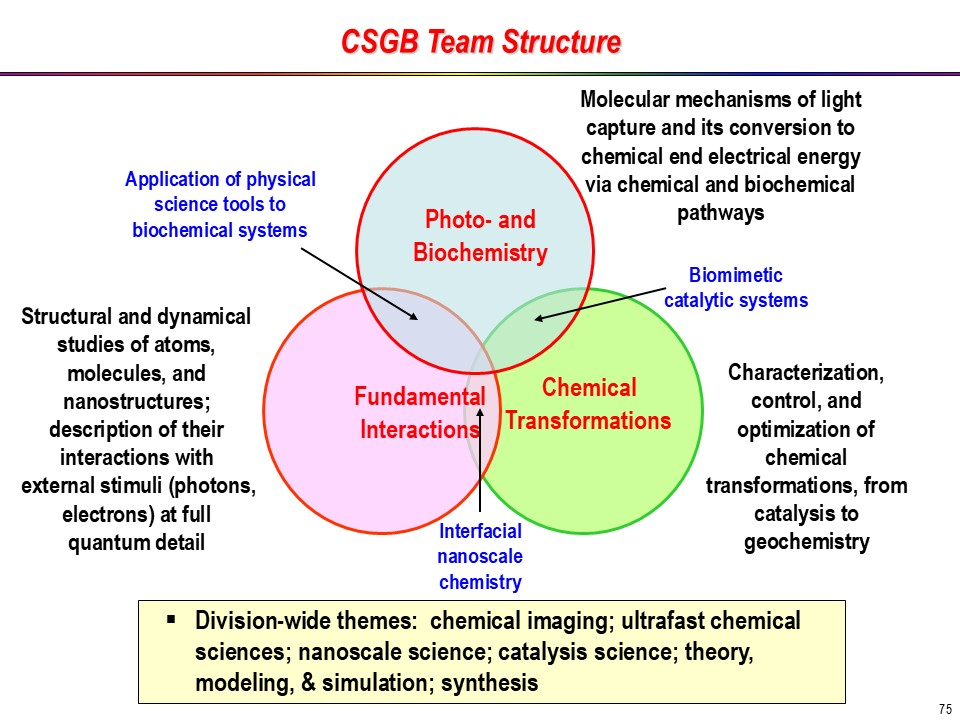 CSGB Team Structure
Molecular mechanisms of light
capture and its conversion to
chemical end electrical energy
via chemical and biochemical
pathways
Application of physical
science tools to
biochemical systems
Photo- and
Biochemistry
Biomimetic
catalytic systems
Structural and dynamical
studies of atoms,
molecules, and
nanostructures;
description of their
interactions with
external stimuli (photons,
electrons) at full
quantum detail
Fundamental
Interactions
Chemical
Transformations
Characterization,
control, and
optimization of
chemical
transformations, from
catalysis to
geochemistry
Interfacial
nanoscale
chemistry
▪ Division-wide themes: chemical imaging; ultrafast chemical
sciences; nanoscale science; catalysis science; theory,
modeling, & simulation; synthesis
75